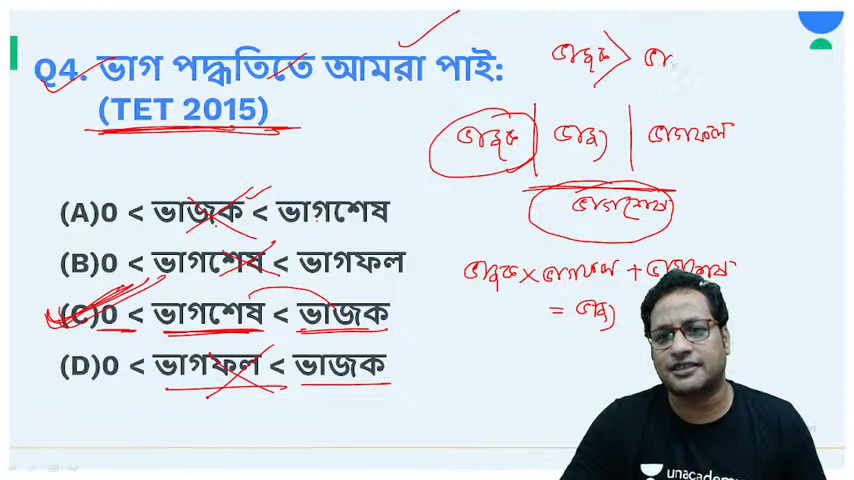 Q4. ভাগ পদ্ধতিতে আমরা পাই:
(TET 2015)
(A)0 < ভাজক < ভাগশেষ
(B)0 < ভাগশেষ < ভাগফল
(C)0 < ভাগশেষ < ভাজক
(D)0 < ভাগফল < ভাজক
ভাজক > ভা
ভাজক | ভাজ্য | ভাগফল
ভাগশেষ
ভাজক × ভাগফল + ভাগশেষ
= ভাজ্য